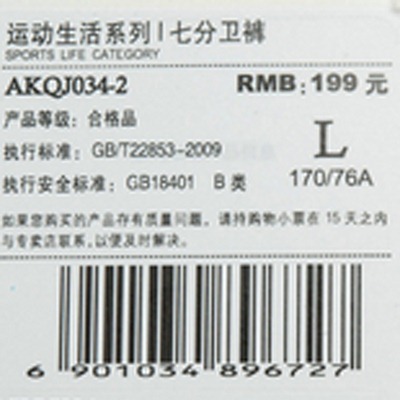 运动生活系列|七分卫裤
SPORTS LIFE CATEGORY
AKQJ034-2 RMB:199 元
产品等级: 合格品
执行标准: GB/T22853-2009 L
执行安全标准: GB18401 B 类 170/76A
如果您购买的产品存有质量问题, 请持购物小票在 15 天之内
与专卖店联系,以便及时解决。
6 901034 896727